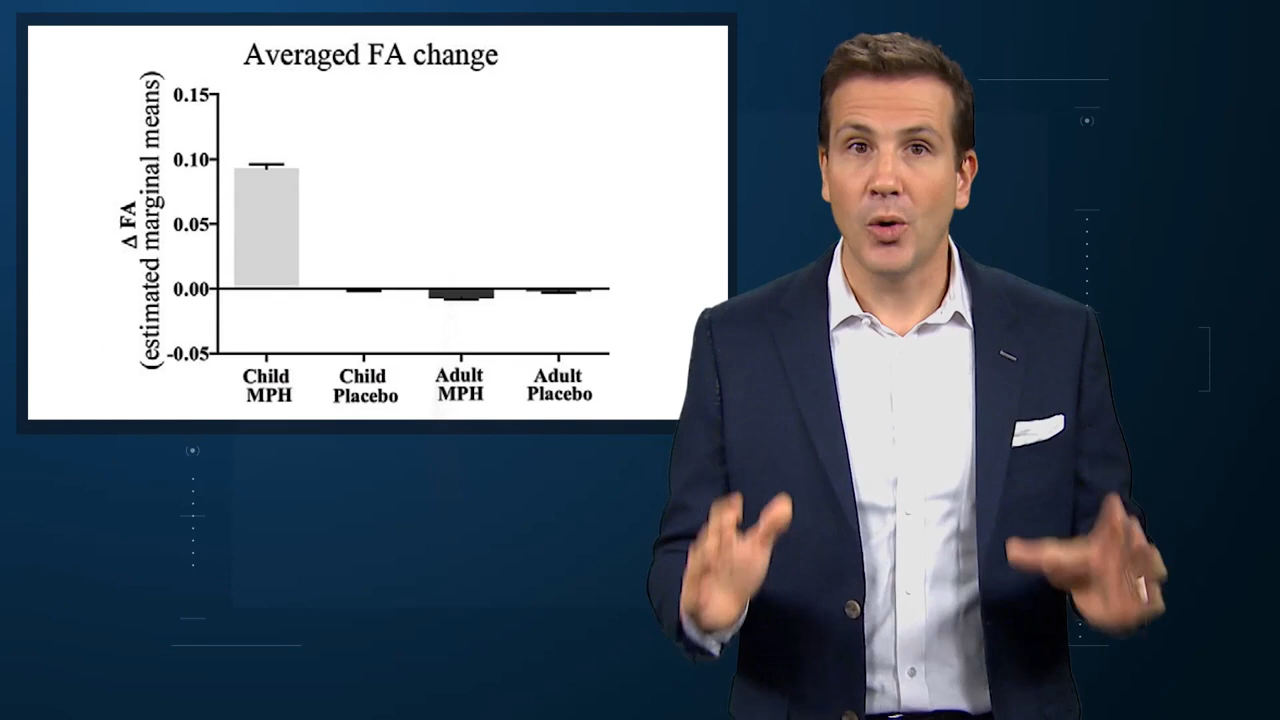 Averaged FA change
Δ FA
(estimated marginal means)
0.15
0.10
0.05
0.00
-0.05
Child
MPH
Child
Placebo
Adult
MPH
Adult
Placebo